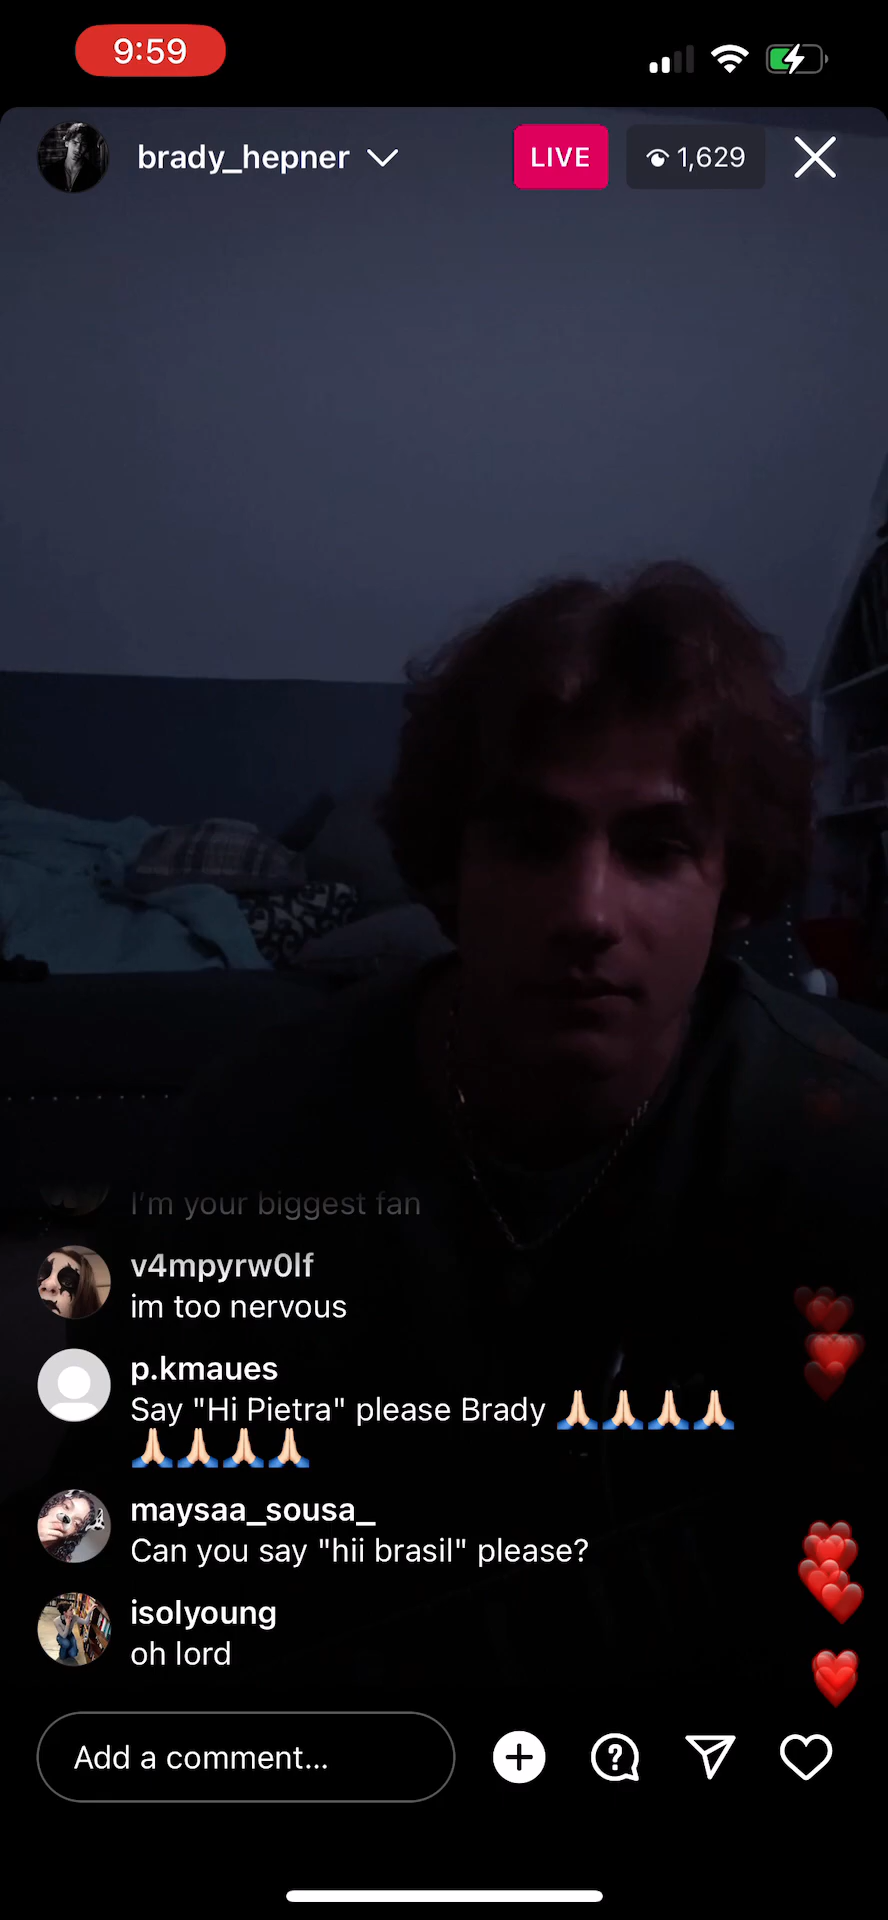 9:59
brady_hepner
LIVE
1,629
I'm your biggest fan
v4mpyrw0lf
im too nervous
p.kmaues
Say "Hi Pietra" please Brady 🙏🏻🙏🏻🙏🏻🙏🏻
🙏🏻🙏🏻🙏🏻🙏🏻
maysaa_sousa_
Can you say "hii brasil" please?
isolyoung
oh lord
Add a comment...